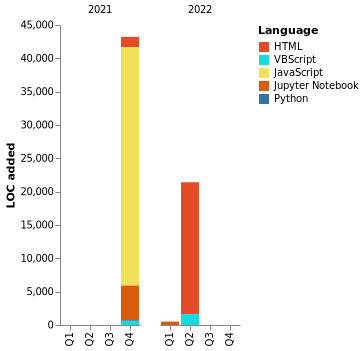 2021 2022
Language
HTML
VBScript
JavaScript
Jupyter Notebook
Python
LOC added
45,000
40,000
35,000
30,000
25,000
20,000
15,000
10,000
5,000
0
Q1 Q2 Q3 Q4 Q1 Q2 Q3 Q4